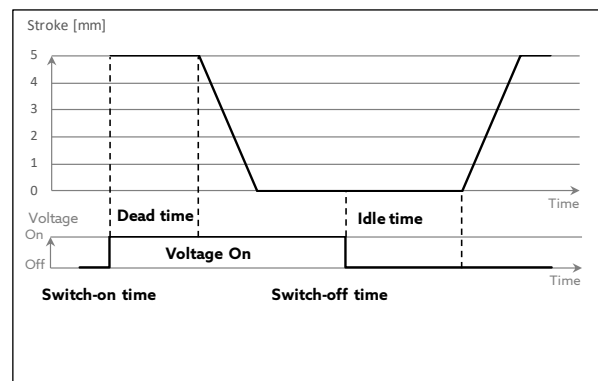 Stroke [mm]
5
4
3
2
1
0
Time
Dead time
Idle time
Voltage
On
Voltage On
Off
Time
Switch-on time
Switch-off time